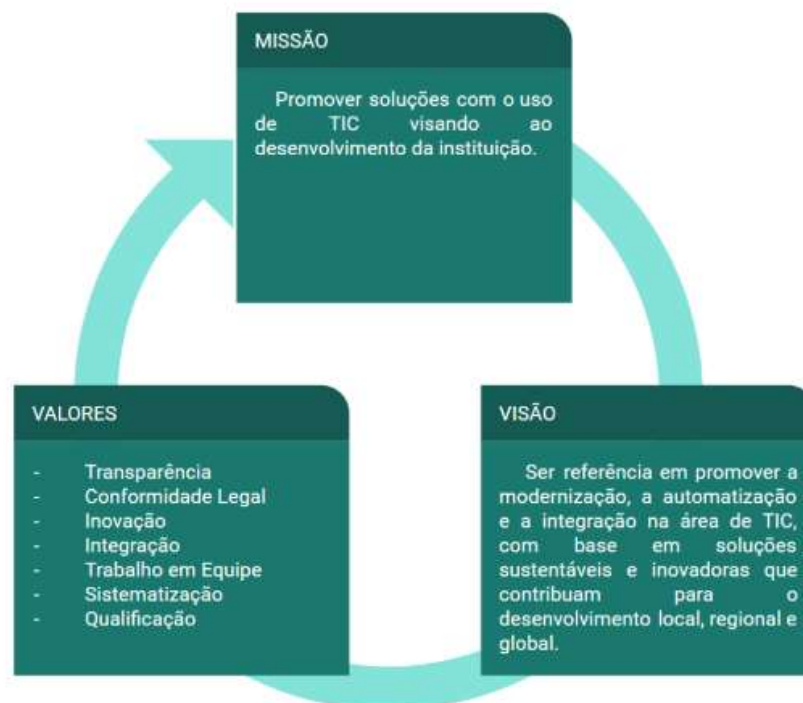 MISSÃO
Promover soluções com o uso
de TIC visando ao
desenvolvimento da instituição.
VALORES
- Transparência
- Conformidade Legal
- Inovação
- Integração
- Trabalho em Equipe
- Sistematização
- Qualificação
VISÃO
Ser referência em promover a
modernização, a automatização
e a integração na área de TIC,
com base em soluções
sustentáveis e inovadoras que
contribuam para o
desenvolvimento local, regional e
global.